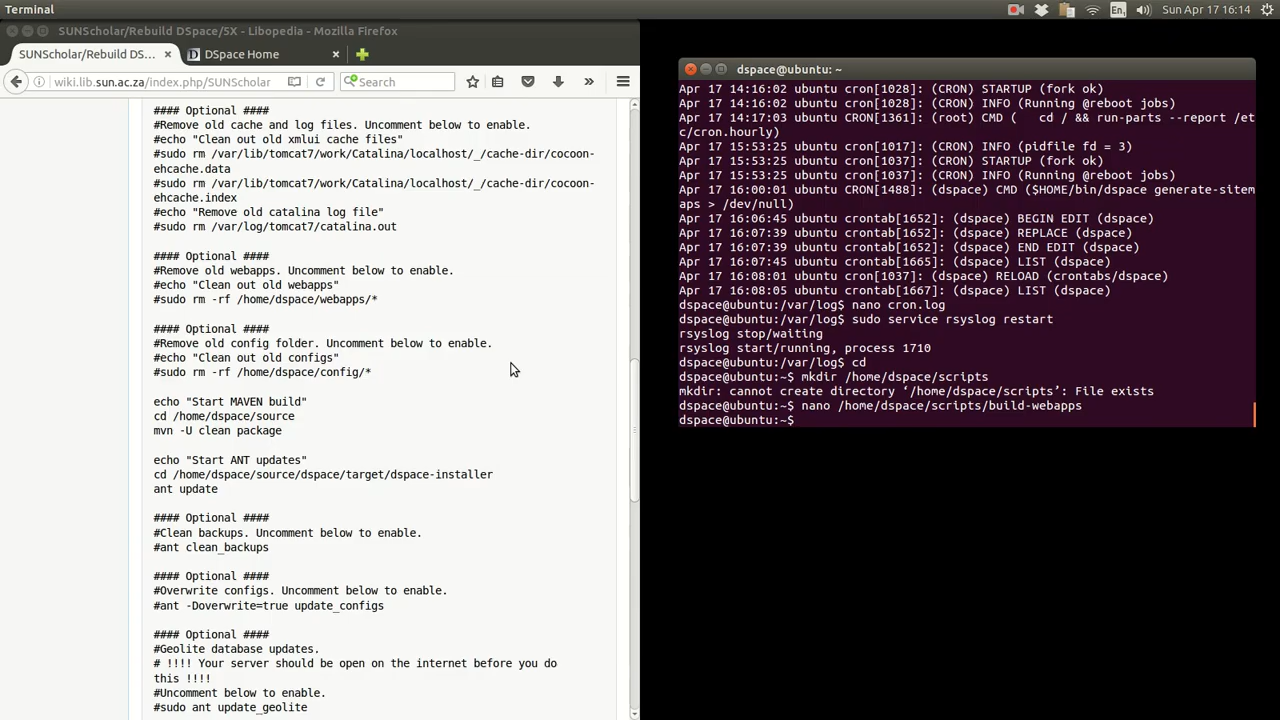 Terminal
En
Sun Apr 17 16:14
SUNScholar/Rebuild DSpace/5X - Libopedia - Mozilla Firefox
SUNScholar/Rebuild DS...
DSpace Home
wiki.lib.sun.ac.za/index.php/SUNScholar
Search
#### Optional ####
#Remove old cache and log files. Uncomment below to enable.
#echo "Clean out old xmlui cache files"
#sudo rm /var/lib/tomcat7/work/Catalina/localhost/_/cache-dir/cocoon-
ehcache.data
#sudo rm /var/lib/tomcat7/work/Catalina/localhost/_/cache-dir/cocoon-
ehcache.index
#echo "Remove old catalina log file"
#sudo rm /var/log/tomcat7/catalina.out
#### Optional ####
#Remove old webapps. Uncomment below to enable.
#echo "Clean out old webapps"
#sudo rm -rf /home/dspace/webapps/*
#### Optional ####
#Remove old config folder. Uncomment below to enable.
#echo "Clean out old configs"
#sudo rm -rf /home/dspace/config/*
echo "Start MAVEN build"
cd /home/dspace/source
mvn -U clean package
echo "Start ANT updates"
cd /home/dspace/source/dspace/target/dspace-installer
ant update
#### Optional ####
#Clean backups. Uncomment below to enable.
#ant clean_backups
#### Optional ####
#Overwrite configs. Uncomment below to enable.
#ant -Doverwrite=true update_configs
#### Optional ####
#Geolite database updates.
# !!!! Your server should be open on the internet before you do
this !!!!
#Uncomment below to enable.
#sudo ant update_geolite
dspace@ubuntu: ~
Apr 17 14:16:02 ubuntu cron[1028]: (CRON) STARTUP (fork ok)
Apr 17 14:16:02 ubuntu cron[1028]: (CRON) INFO (Running @reboot jobs)
Apr 17 14:17:03 ubuntu CRON[1361]: (root) CMD (   cd / && run-parts --report /et
c/cron.hourly)
Apr 17 15:53:25 ubuntu cron[1017]: (CRON) INFO (pidfile fd = 3)
Apr 17 15:53:25 ubuntu cron[1037]: (CRON) STARTUP (fork ok)
Apr 17 15:53:25 ubuntu cron[1037]: (CRON) INFO (Running @reboot jobs)
Apr 17 16:00:01 ubuntu CRON[1488]: (dspace) CMD ($HOME/bin/dspace generate-sitem
aps > /dev/null)
Apr 17 16:06:45 ubuntu crontab[1652]: (dspace) BEGIN EDIT (dspace)
Apr 17 16:07:39 ubuntu crontab[1652]: (dspace) REPLACE (dspace)
Apr 17 16:07:39 ubuntu crontab[1652]: (dspace) END EDIT (dspace)
Apr 17 16:07:45 ubuntu crontab[1665]: (dspace) LIST (dspace)
Apr 17 16:08:01 ubuntu cron[1037]: (dspace) RELOAD (crontabs/dspace)
Apr 17 16:08:05 ubuntu crontab[1667]: (dspace) LIST (dspace)
dspace@ubuntu:/var/log$ nano cron.log
dspace@ubuntu:/var/log$ sudo service rsyslog restart
rsyslog stop/waiting
rsyslog start/running, process 1710
dspace@ubuntu:/var/log$ cd
dspace@ubuntu:~$ mkdir /home/dspace/scripts
mkdir: cannot create directory ‘/home/dspace/scripts’: File exists
dspace@ubuntu:~$ nano /home/dspace/scripts/build-webapps
dspace@ubuntu:~$